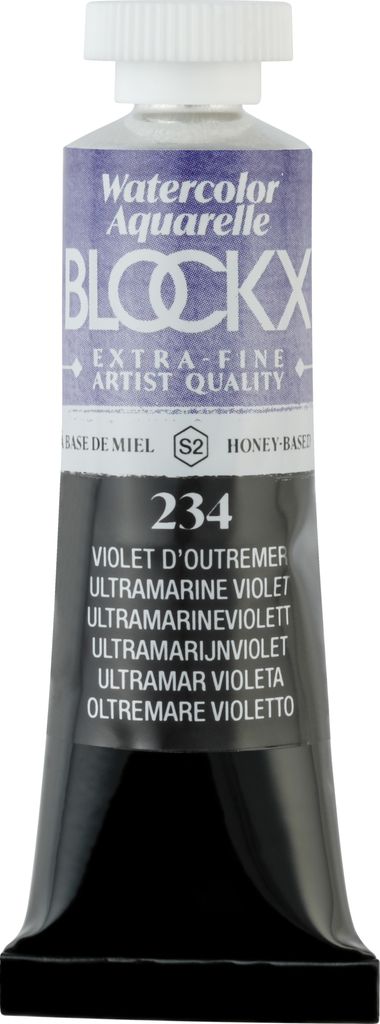 Watercolor
Aquarelle
BLOCKX
EXTRA-FINE
ARTIST QUALITY
À BASE DE MIEL S2 HONEY-BASED
234
VIOLET D'OUTREMER
ULTRAMARINE VIOLET
ULTRAMARINEVIOLETT
ULTRAMARIJNVIOLET
ULTRAMAR VIOLETA
OLTREMARE VIOLETTO